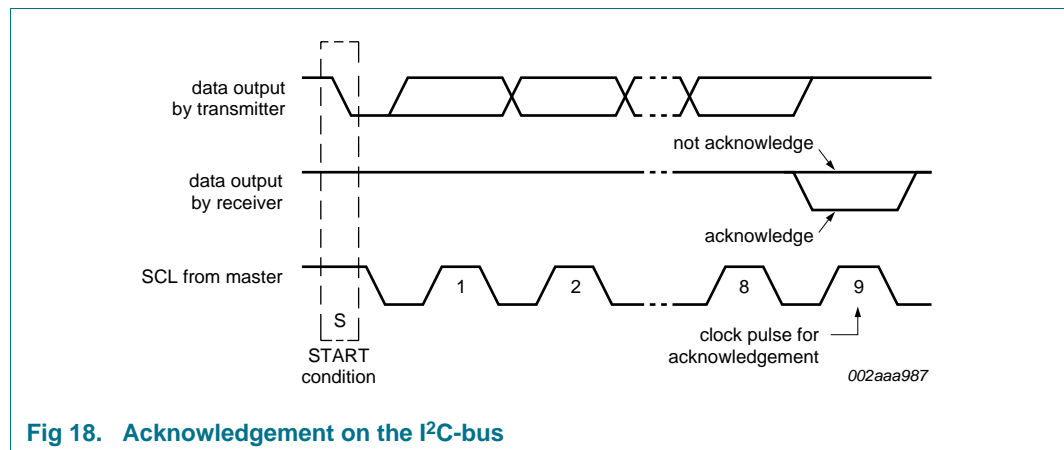 data output
by transmitter
not acknowledge
data output
by receiver
acknowledge
SCL from master
1
2
8
9
S
START
condition
clock pulse for
acknowledgement
002aaa987
Fig 18. Acknowledgement on the I²C-bus